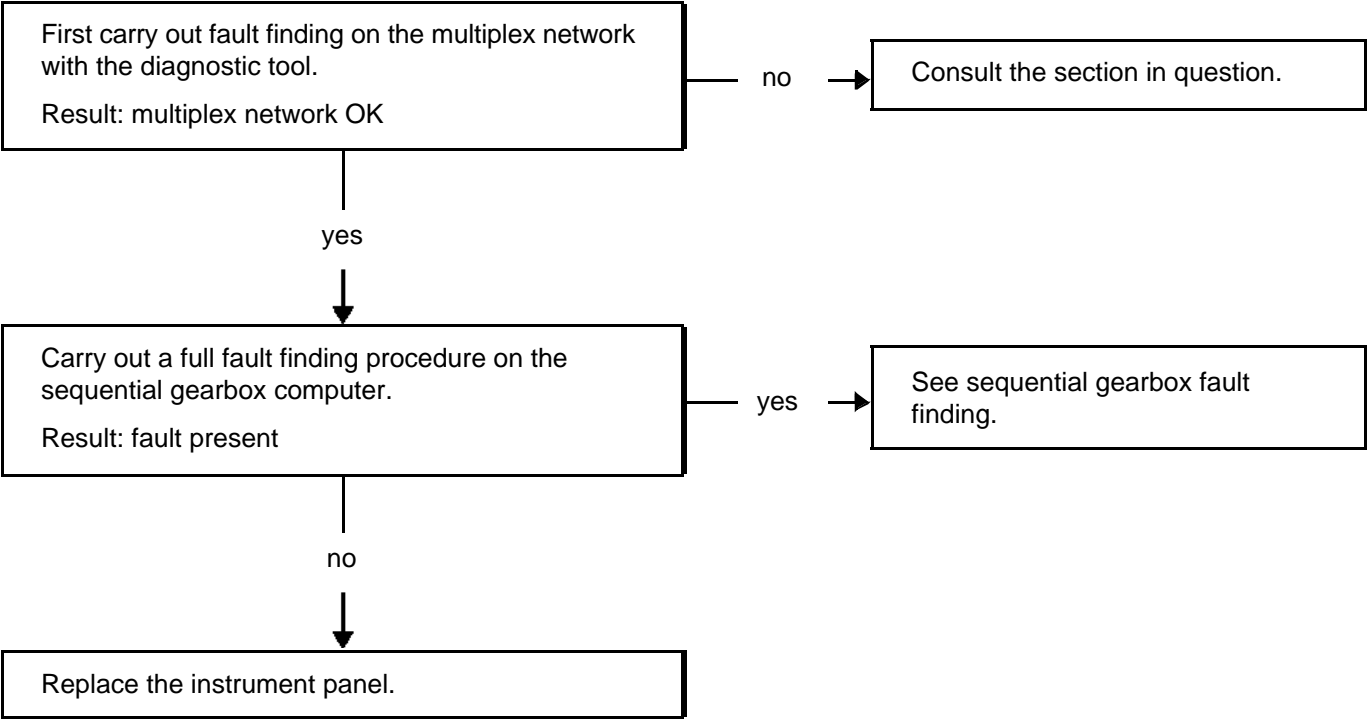 First carry out fault finding on the multiplex network
with the diagnostic tool.
Result: multiplex network OK
no
Consult the section in question.
yes
Carry out a full fault finding procedure on the
sequential gearbox computer.
Result: fault present
yes
See sequential gearbox fault
finding.
no
Replace the instrument panel.